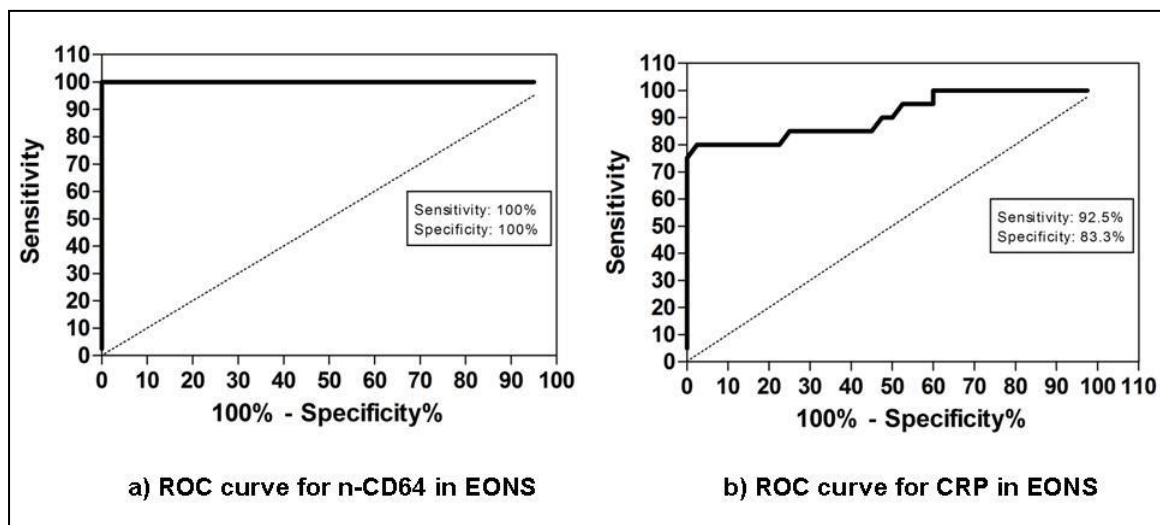 110
100
90
80
70
60
50
40
30
20
10
0
Sensitivity
Sensitivity: 100%
Specificity: 100%
0 10 20 30 40 50 60 70 80 90 100
100% - Specificity%
a) ROC curve for n-CD64 in EONS
110
100
90
80
70
60
50
40
30
20
10
0
Sensitivity
Sensitivity: 92.5%
Specificity: 83.3%
0 10 20 30 40 50 60 70 80 90 100 110
100% - Specificity%
b) ROC curve for CRP in EONS